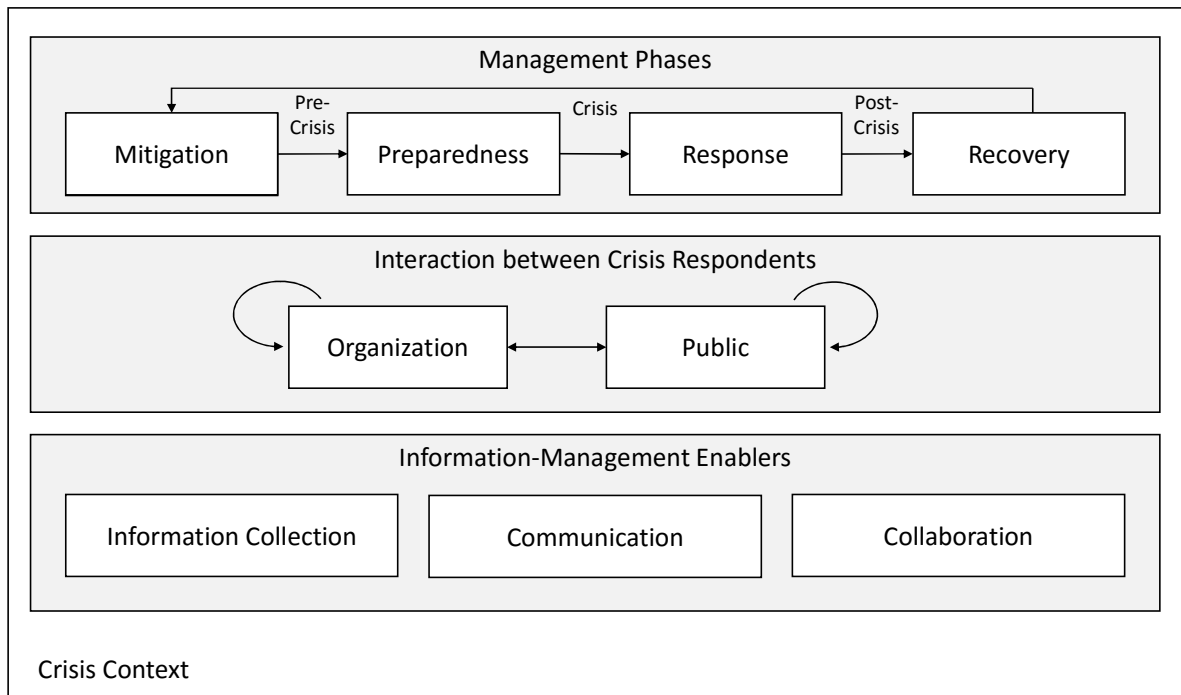 Management Phases
Pre-
Crisis
Crisis
Post-
Crisis
Mitigation
Preparedness
Response
Recovery
Interaction between Crisis Respondents
Organization
Public
Information-Management Enablers
Information Collection
Communication
Collaboration
Crisis Context